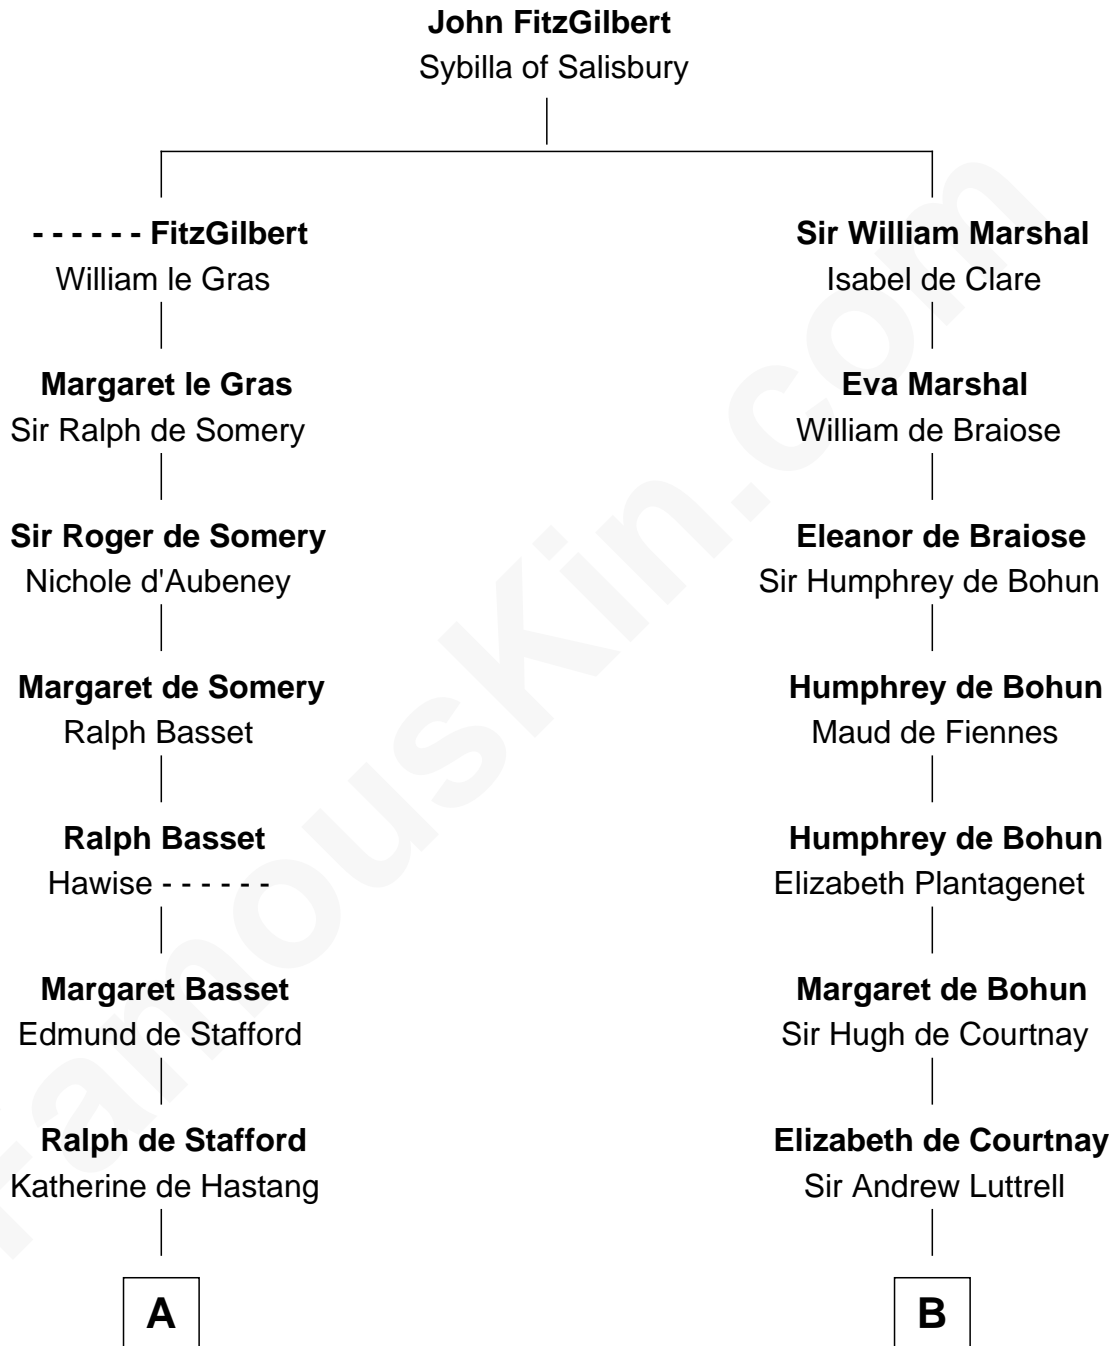 John FitzGilbert
Sybilla of Salisbury
- - - - - - FitzGilbert
William le Gras
Margaret le Gras
Sir Ralph de Somery
Sir Roger de Somery
Nichole d'Aubeney
Margaret de Somery
Ralph Basset
Ralph Basset
Hawise - - - - - -
Margaret Basset
Edmund de Stafford
Ralph de Stafford
Katherine de Hastang
A
Sir William Marshal
Isabel de Clare
Eva Marshal
William de Braiose
Eleanor de Braiose
Sir Humphrey de Bohun
Humphrey de Bohun
Maud de Fiennes
Humphrey de Bohun
Elizabeth Plantagenet
Margaret de Bohun
Sir Hugh de Courtnay
Elizabeth de Courtnay
Sir Andrew Luttrell
B
FamousKin.com